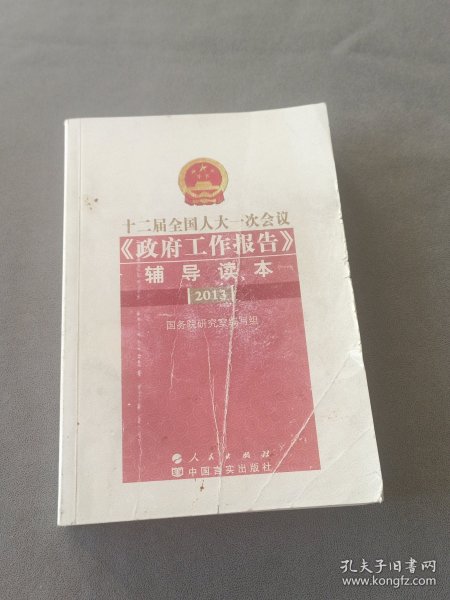 十二届全国人大一次会议
《政府工作报告》
辅导读本
2013
国务院研究室编写组
人民出版社
中国言实出版社
孔夫子旧书网
www.kongfz.com